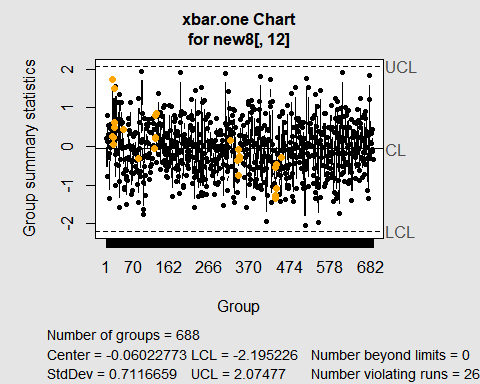 xbar.one Chart
for new8[, 12]
Group summary statistics
2
1
0
-1
-2
UCL
CL
LCL
1 70 162 266 370 474 578 682
Group
Number of groups = 688
Center = -0.06022773 LCL = -2.195226 Number beyond limits = 0
StdDev = 0.7116659 UCL = 2.07477 Number violating runs = 26